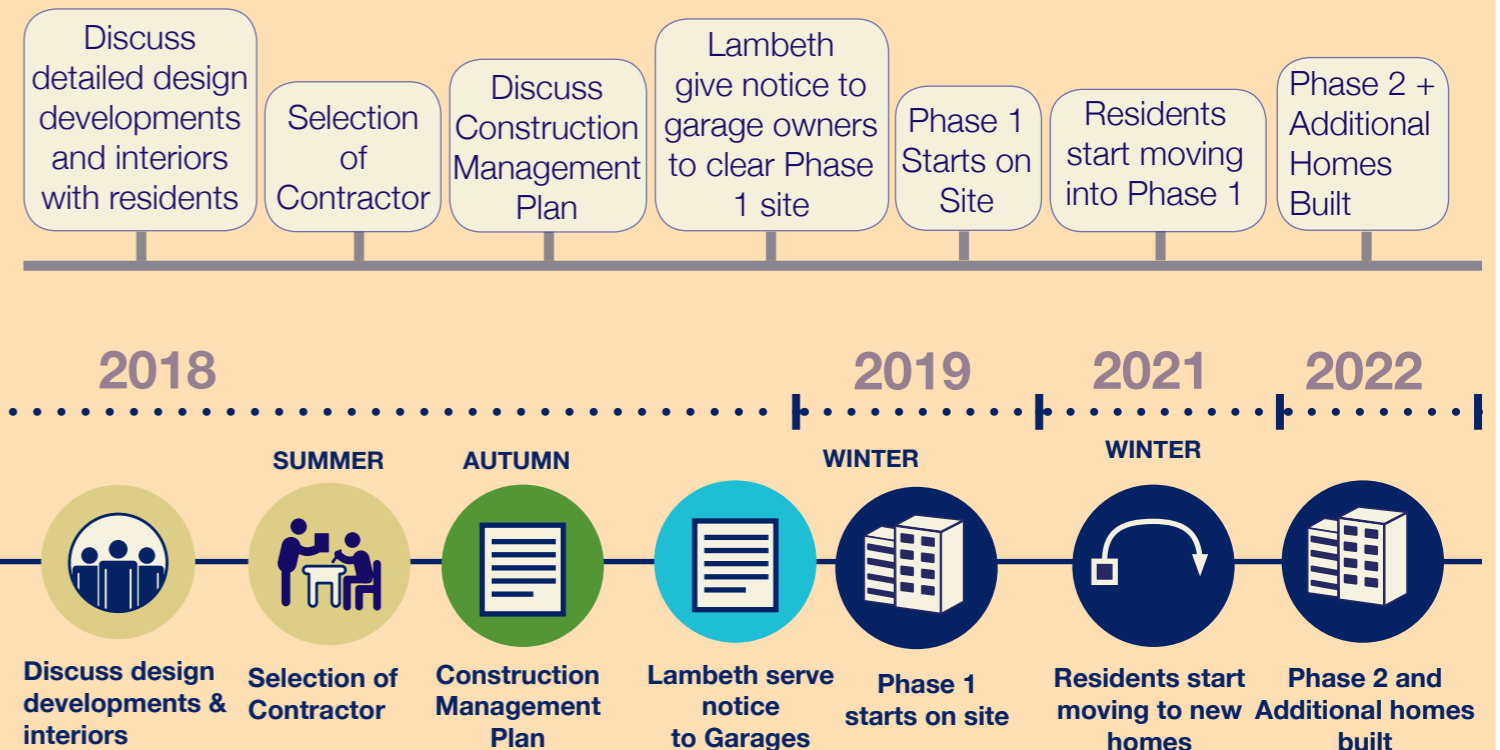 Discuss
detailed design
developments
and interiors
with residents
Selection
of
Contractor
Discuss
Construction
Management
Plan
Lambeth
give notice to
garage owners
to clear Phase
1 site
Phase 1
Starts on
Site
Residents
start moving
into Phase 1
Phase 2 +
Additional
Homes
Built
2018
2019
2021
2022
SUMMER
AUTUMN
WINTER
WINTER
Discuss design
developments &
interiors
Selection of
Contractor
Construction
Management
Plan
Lambeth serve
notice
to Garages
Phase 1
starts on site
Residents start
moving to new
homes
Phase 2 and
Additional homes
built